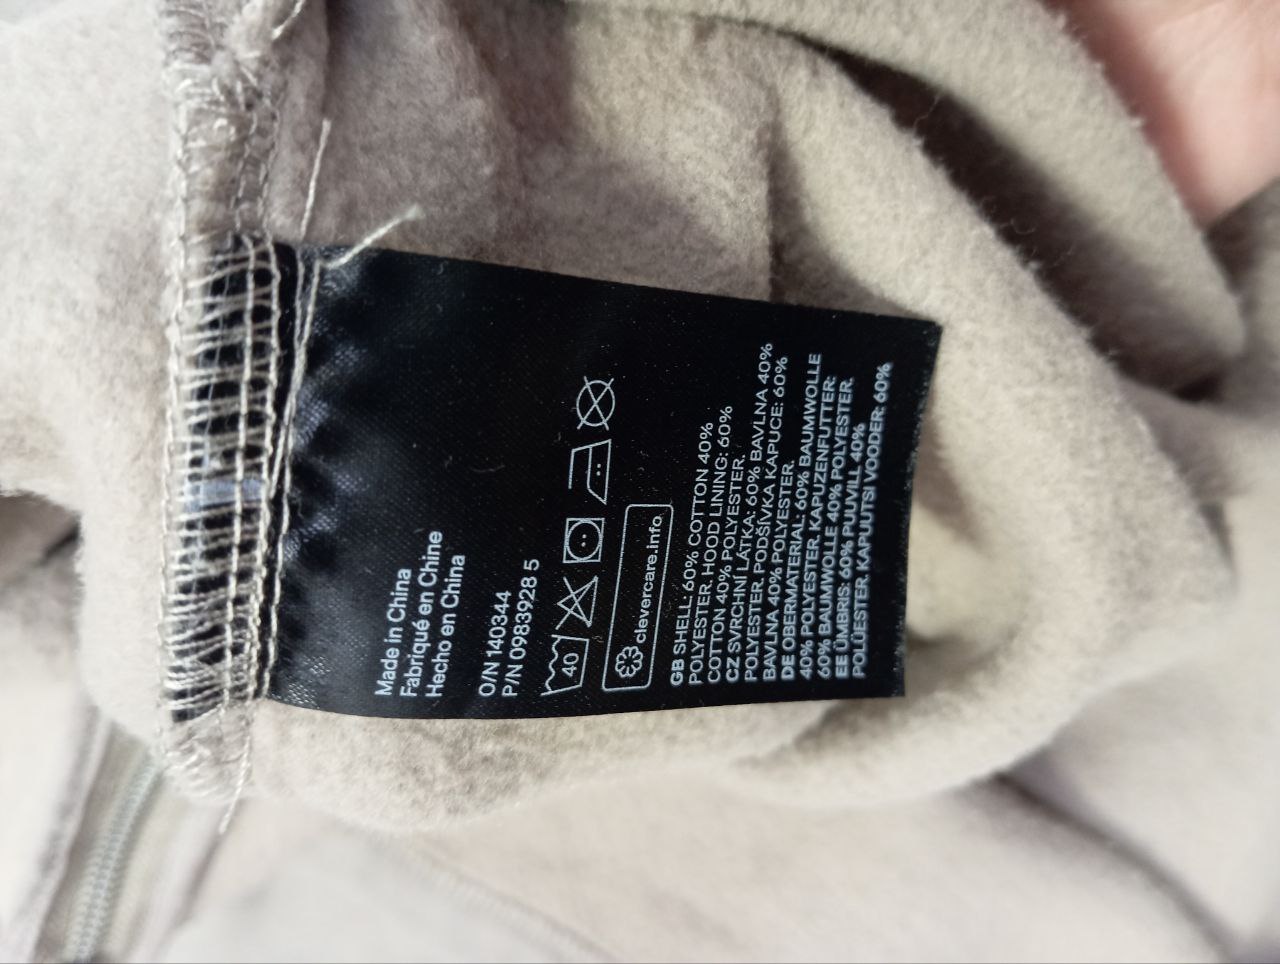 Made in China
Fabriqué en Chine
Hecho en China
O/N 140344
P/N 0983928 5
40
clevercare.info
GB SHELL: 60% COTTON 40%
POLYESTER. HOOD LINING: 60%
COTTON 40% POLYESTER.
CZ SVRCHNÍ LÁTKA: 60% BAVLNA 40%
POLYESTER. PODŠÍVKA KAPUCE: 60%
BAVLNA 40% POLYESTER.
DE OBERMATERIAL: 60% BAUMWOLLE
40% POLYESTER. KAPUZENFUTTER:
60% BAUMWOLLE 40% POLYESTER.
EE ÜMBRIS: 60% PUUVILL 40%
POLÜESTER. KAPUUTSI VOODER: 60%